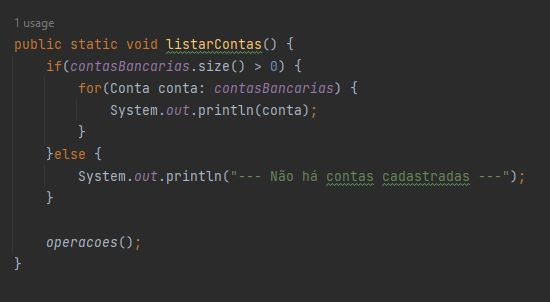 1 usage
public static void listarContas() {
if(contasBancarias.size() > 0) {
for(Conta conta: contasBancarias) {
System.out.println(conta);
}
}else {
System.out.println("--- Não há contas cadastradas ---");
}
operacoes();
}